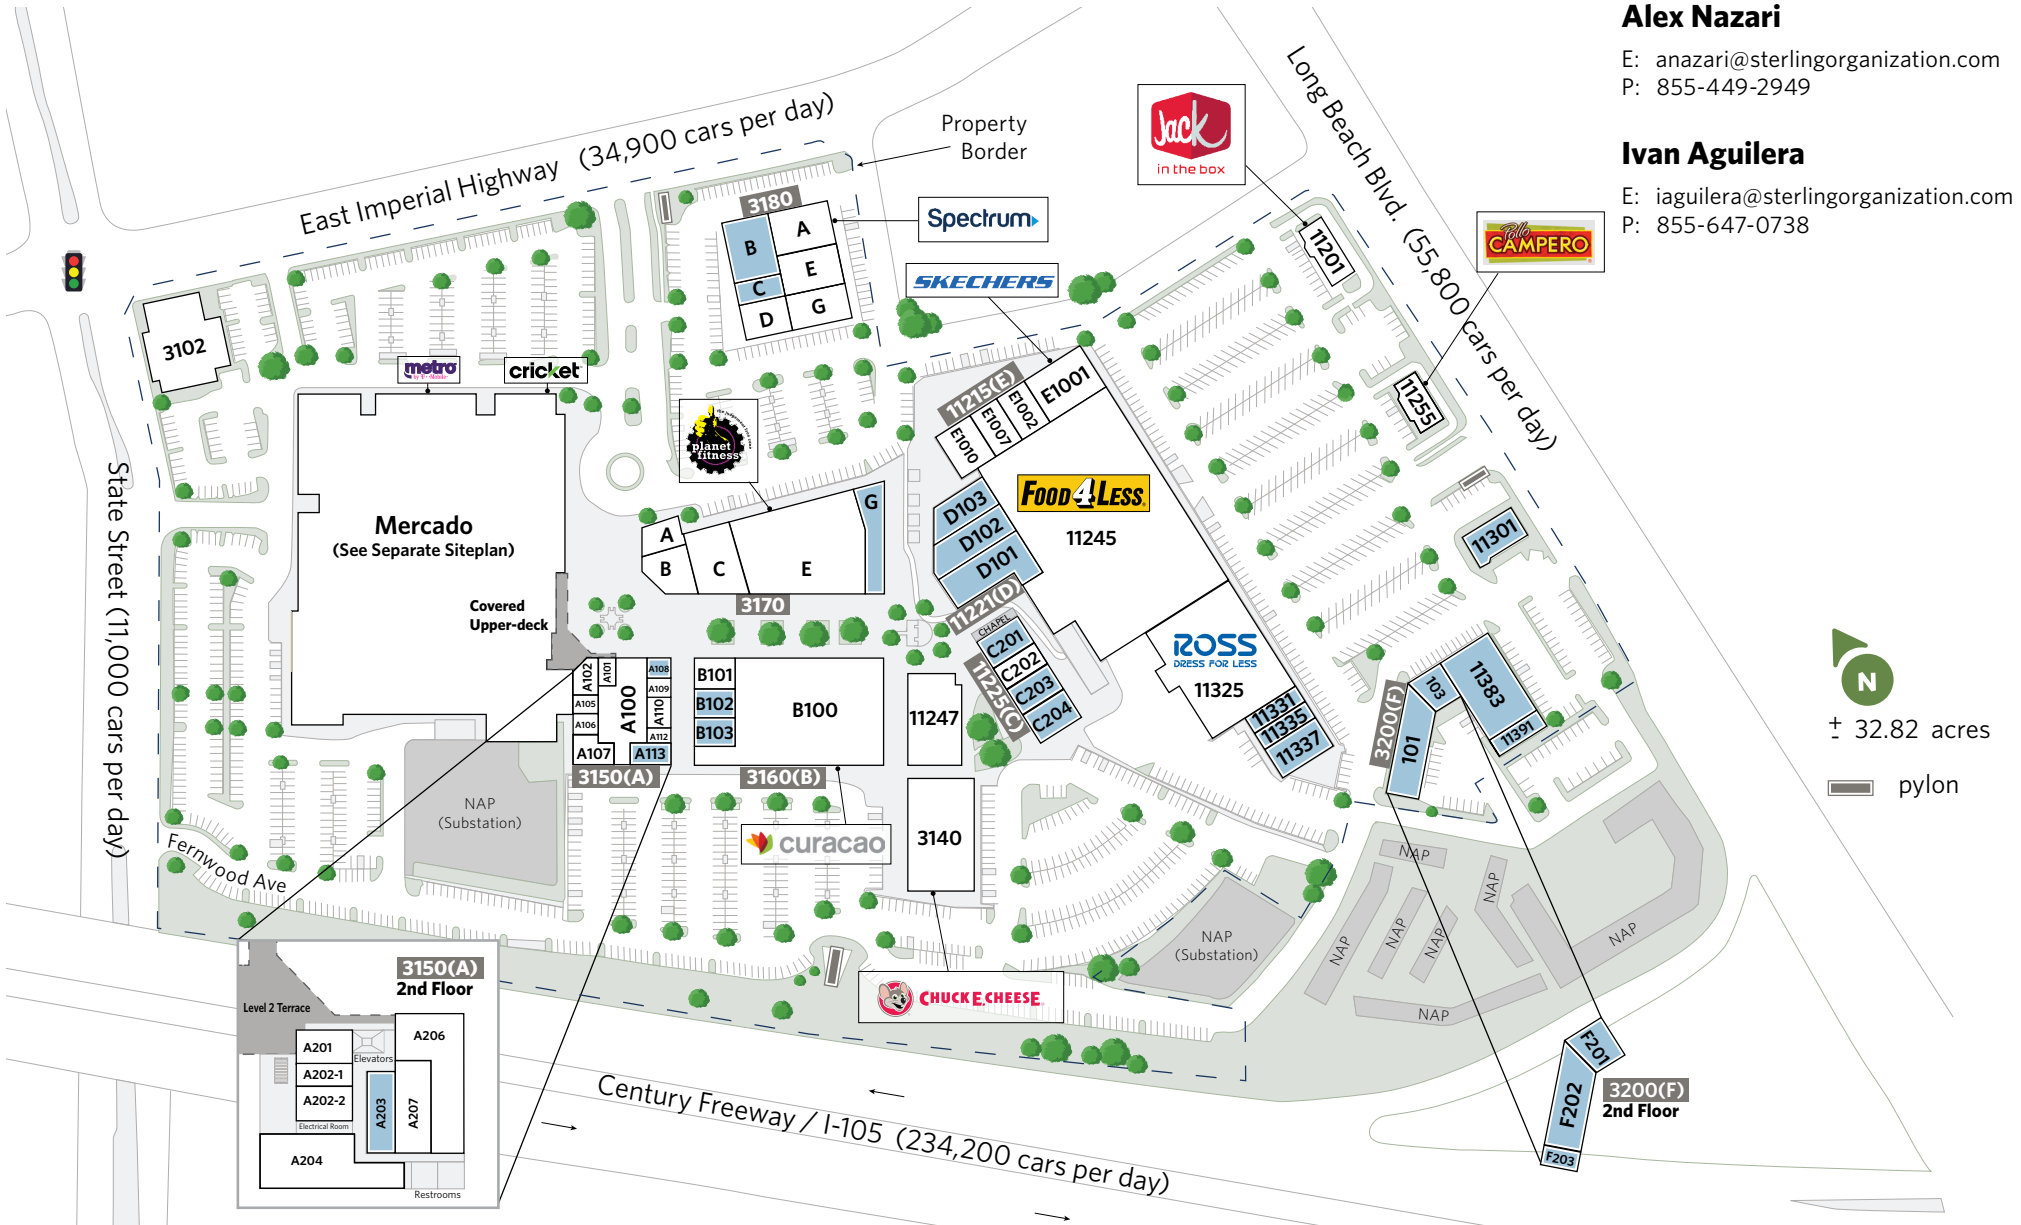 Alex Nazari
E: anazari@sterlingorganization.com
P: 855-449-2949
Ivan Aguilera
E: iaguilera@sterlingorganization.com
P: 855-647-0738
East Imperial Highway (34,900 cars per day)
Property
Border
Long Beach Blvd. (55,800 cars per day)
State Street (11,000 cars per day)
Fernwood Ave
Century Freeway / I-105 (234,200 cars per day)
Jack
in the box
Spectrum
SKECHERS
Pollo
CAMPERO
11201
11255
11301
3180
B
A
E
C
D
G
3102
metro
by T-Mobile
cricket
planet
fitness
Mercado
(See Separate Siteplan)
Covered
Upper-deck
A
B
C
E
G
3170
11215(E)
E1010
E1007
E1002
E1001
FOOD 4 LESS
11245
D103
D102
D101
11221(D)
CHAPEL
C201
C202
C203
C204
11225(C)
ROSS
DRESS FOR LESS
11325
11331
11335
11337
3200(F)
101
103
11383
11391
A102
A101
A105
A106
A107
A100
A108
A109
A110
A112
A113
3150(A)
B101
B102
B103
B100
3160(B)
curacao
11247
3140
CHUCK E. CHEESE
NAP
(Substation)
NAP
(Substation)
NAP
NAP
NAP
NAP
NAP
NAP
NAP
N
± 32.82 acres
pylon
3150(A)
2nd Floor
Level 2 Terrace
A201
A202-1
A202-2
Elevators
Electrical Room
A203
A204
A206
A207
Restrooms
F201
F202
F203
3200(F)
2nd Floor